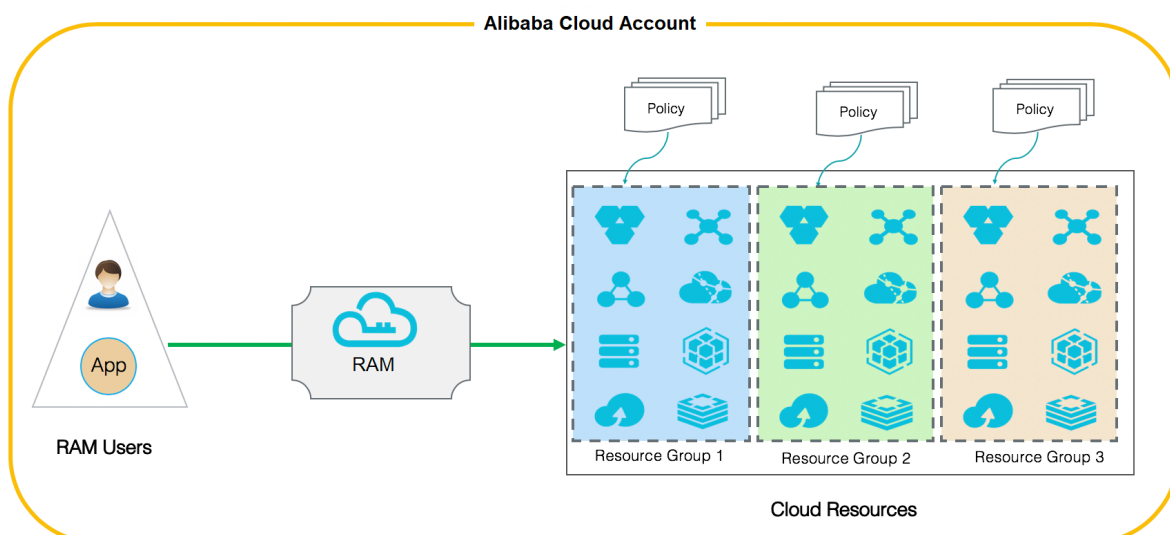 Alibaba Cloud Account
Policy
Policy
Policy
App
RAM
RAM Users
Resource Group 1
Resource Group 2
Resource Group 3
Cloud Resources